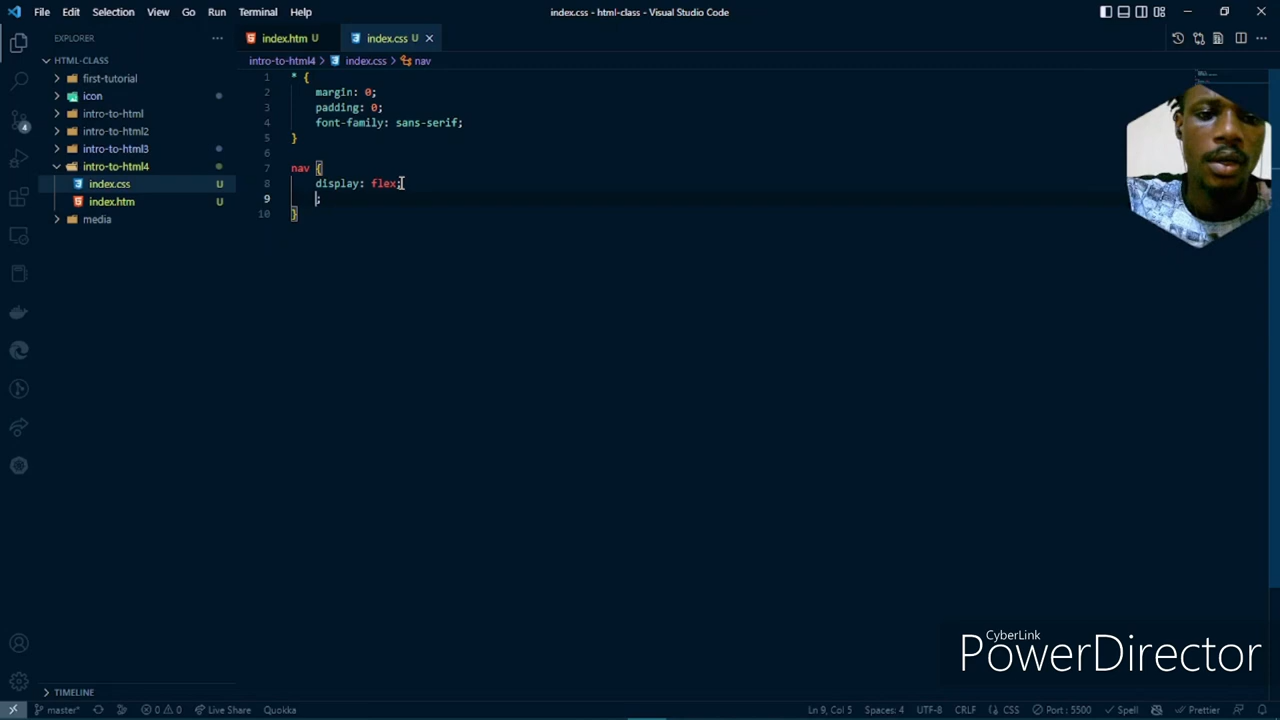 File Edit Selection View Go Run Terminal Help
index.css - html-class - Visual Studio Code
EXPLORER
index.htm U
index.css U
HTML-CLASS
intro-to-html4 > index.css > nav
first-tutorial
icon
intro-to-html
intro-to-html2
intro-to-html3
intro-to-html4
index.css U
index.htm U
media
4
1 * {
2 margin: 0;
3 padding: 0;
4 font-family: sans-serif;
5 }
6
7 nav {
8 display: flex;
9 ;
10 }
CyberLink
PowerDirector
TIMELINE
master* 0 0 Live Share Quokka
Ln 9, Col 5 Spaces: 4 UTF-8 CRLF CSS Port : 5500 Spell Prettier